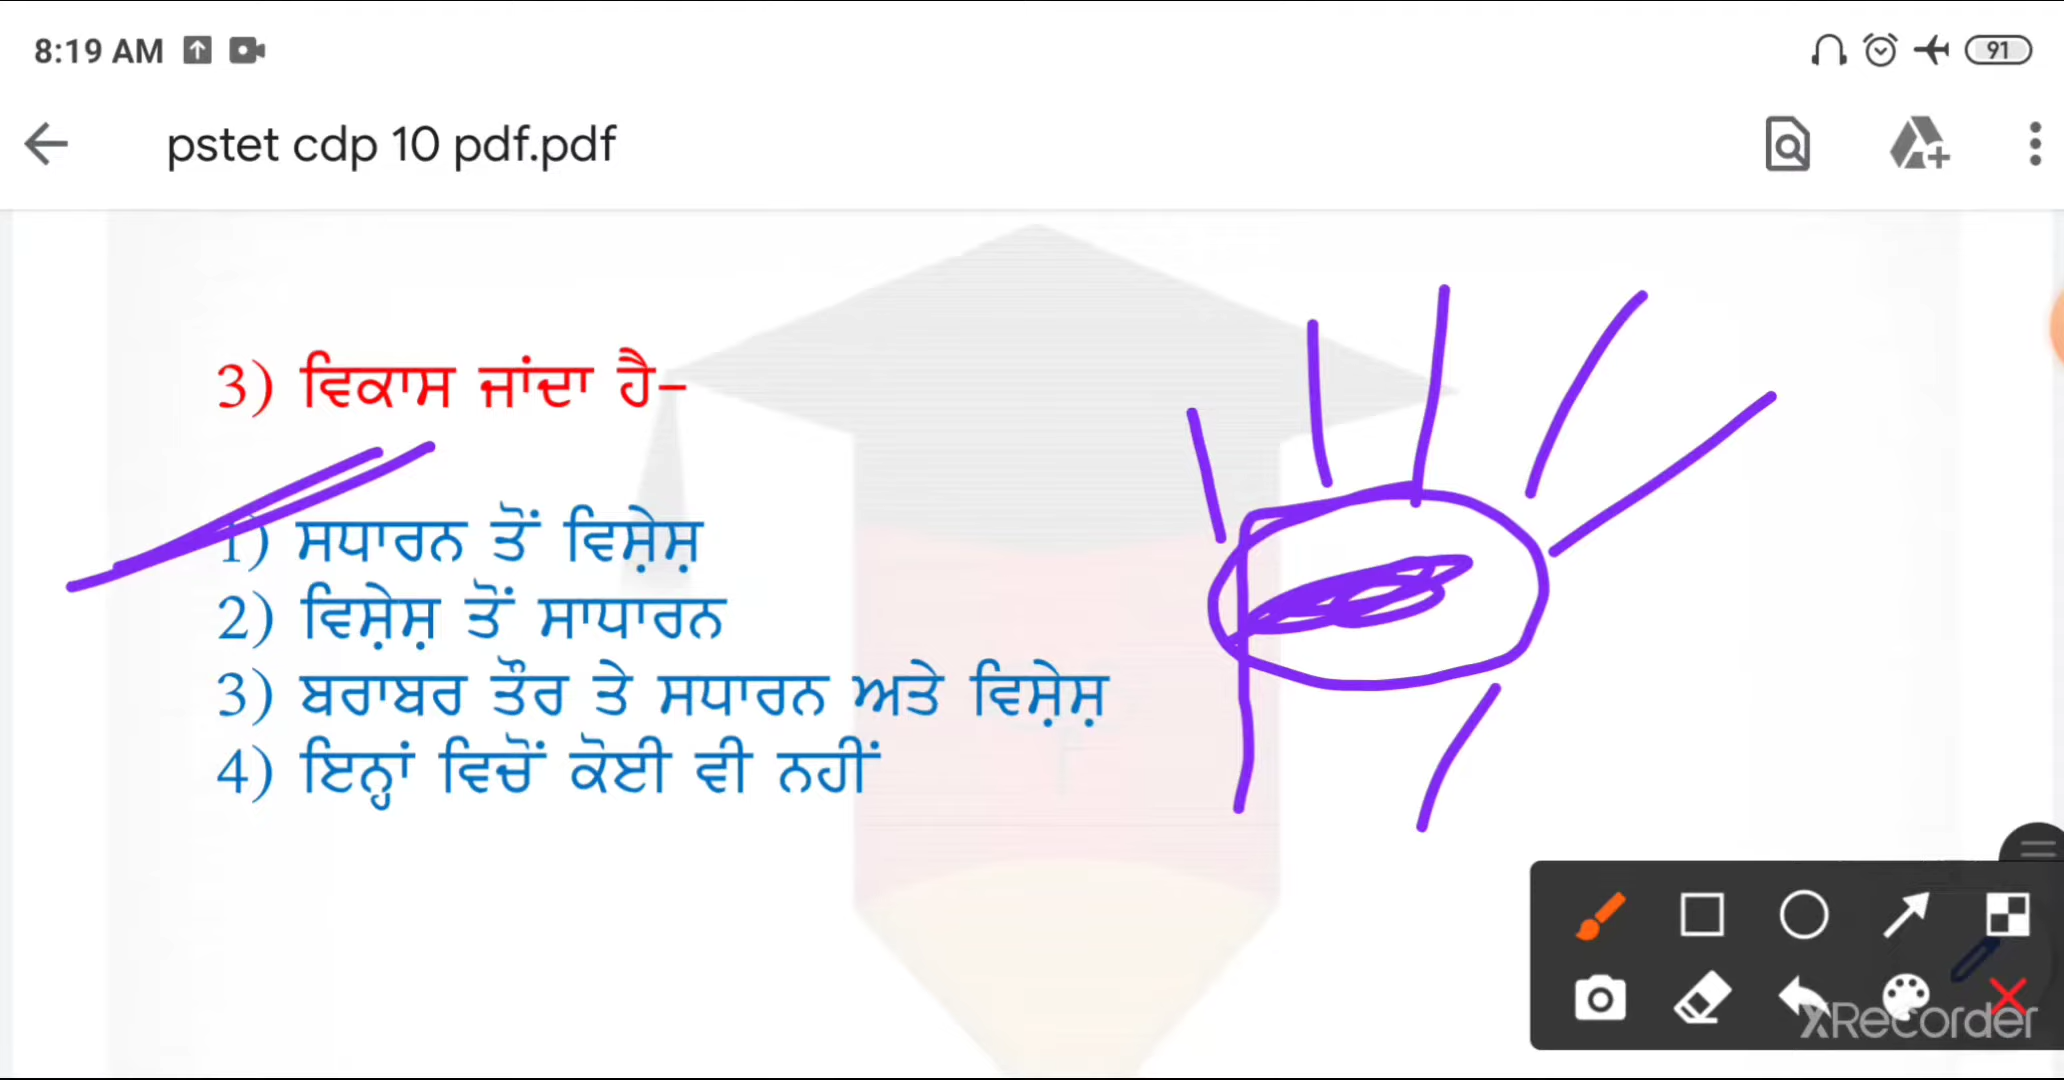 8:19 AM
91
pstet cdp 10 pdf.pdf
3) ਵਿਕਾਸ ਜਾਂਦਾ ਹੈ–
1) ਸਧਾਰਨ ਤੋਂ ਵਿਸ਼ੇਸ਼
2) ਵਿਸ਼ੇਸ਼ ਤੋਂ ਸਾਧਾਰਨ
3) ਬਰਾਬਰ ਤੌਰ ਤੇ ਸਧਾਰਨ ਅਤੇ ਵਿਸ਼ੇਸ਼
4) ਇਨ੍ਹਾਂ ਵਿਚੋਂ ਕੋਈ ਵੀ ਨਹੀਂ
XRecorder